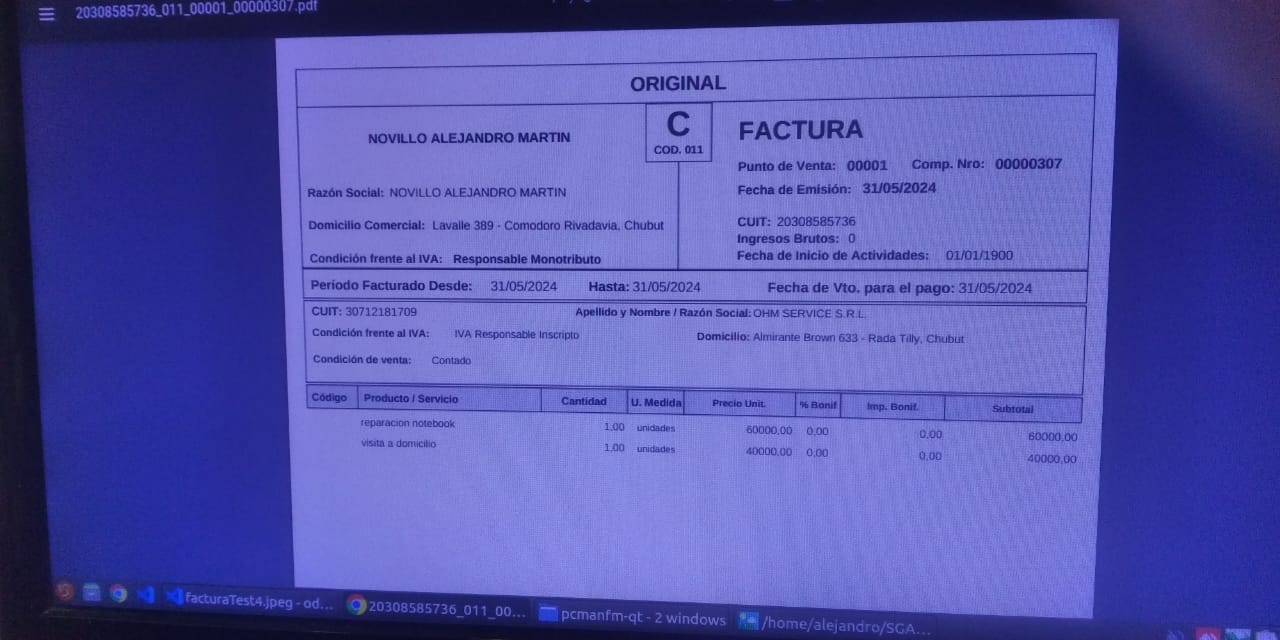 20308585736_011_00001_00000307.pdf
ORIGINAL
NOVILLO ALEJANDRO MARTIN
C
COD. 011
FACTURA
Punto de Venta: 00001 Comp. Nro: 00000307
Fecha de Emisión: 31/05/2024
Razón Social: NOVILLO ALEJANDRO MARTIN
Domicilio Comercial: Lavalle 389 - Comodoro Rivadavia, Chubut
Condición frente al IVA: Responsable Monotributo
CUIT: 20308585736
Ingresos Brutos: 0
Fecha de Inicio de Actividades: 01/01/1900
Período Facturado Desde: 31/05/2024 Hasta: 31/05/2024 Fecha de Vto. para el pago: 31/05/2024
CUIT: 30712181709 Apellido y Nombre / Razón Social: OHM SERVICE S.R.L.
Condición frente al IVA: IVA Responsable Inscripto Domicilio: Almirante Brown 633 - Rada Tilly, Chubut
Condición de venta: Contado
Código Producto / Servicio Cantidad U. Medida Precio Unit. % Bonif Imp. Bonif. Subtotal
reparacion notebook 1,00 unidades 60000,00 0,00 0,00 60000,00
visita a domicilio 1,00 unidades 40000,00 0,00 0,00 40000,00
facturaTest4.jpeg - od... 20308585736_011_00... pcmanfm-qt - 2 windows /home/alejandro/SGA...